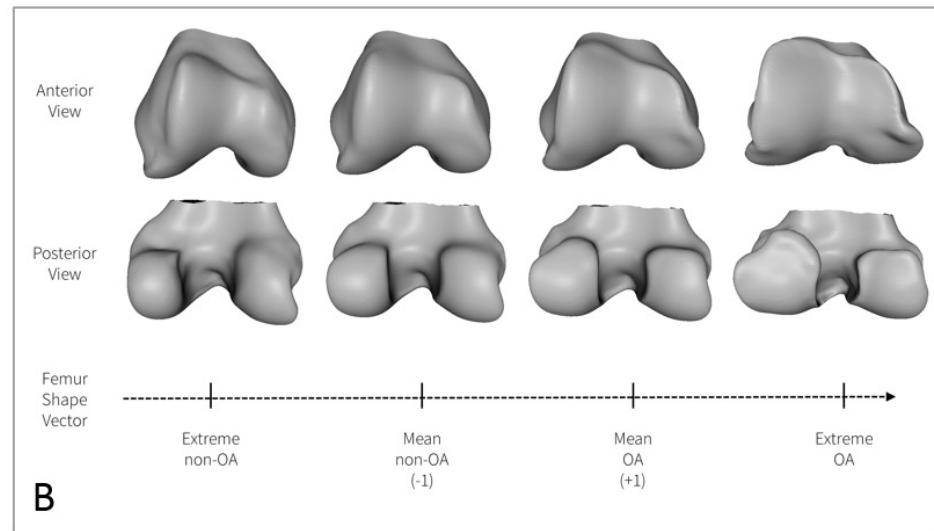 Anterior
View
Posterior
View
Femur
Shape
Vector
Extreme
non-OA
Mean
non-OA
(-1)
Mean
OA
(+1)
Extreme
OA
B